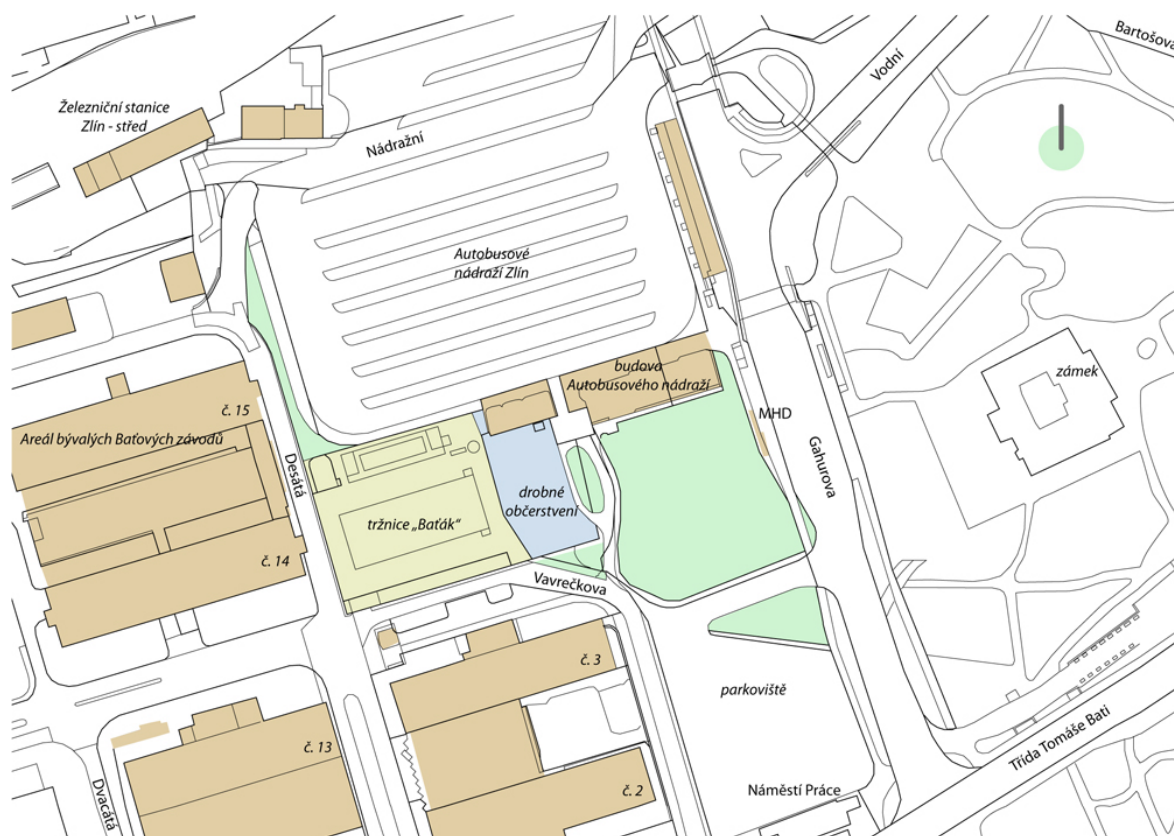 Bartošova
Vodní
Železniční stanice
Zlín - střed
Nádražní
Autobusové
nádraží Zlín
budova
Autobusového nádraží
zámek
č. 15
MHD
Areál bývalých Baťových závodů
Gahurova
Desátá
drobné
občerstvení
tržnice „Baťák“
č. 14
Vavrečkova
č. 3
parkoviště
č. 13
Třída Tomáše Bati
Dvacátá
č. 2
Náměstí Práce